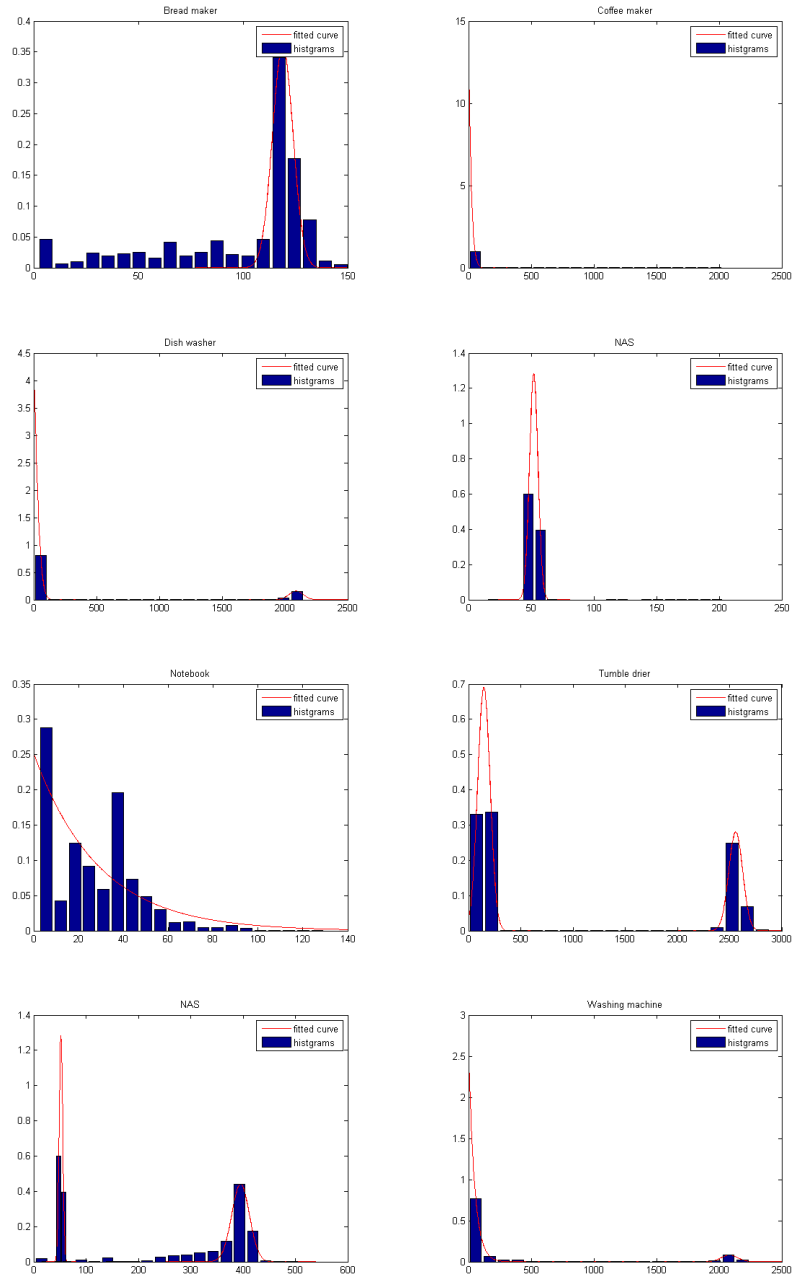 Bread maker
0.4
0.35
0.3
0.25
0.2
0.15
0.1
0.05
0
0 50 100 150
fitted curve
histgrams
Coffee maker
15
10
5
0
0 500 1000 1500 2000 2500
fitted curve
histgrams
Dish washer
4.5
4
3.5
3
2.5
2
1.5
1
0.5
0
0 500 1000 1500 2000 2500
fitted curve
histgrams
NAS
1.4
1.2
1
0.8
0.6
0.4
0.2
0
0 50 100 150 200 250
fitted curve
histgrams
Notebook
0.35
0.3
0.25
0.2
0.15
0.1
0.05
0
0 20 40 60 80 100 120 140
fitted curve
histgrams
Tumble drier
0.7
0.6
0.5
0.4
0.3
0.2
0.1
0
0 500 1000 1500 2000 2500 3000
fitted curve
histgrams
NAS
1.4
1.2
1
0.8
0.6
0.4
0.2
0
0 100 200 300 400 500 600
fitted curve
histgrams
Washing machine
3
2.5
2
1.5
1
0.5
0
0 500 1000 1500 2000 2500
fitted curve
histgrams